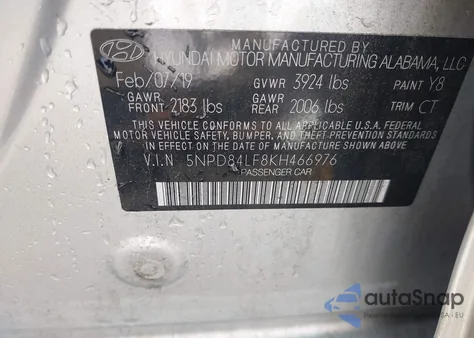 MANUFACTURED BY
HYUNDAI MOTOR MANUFACTURING ALABAMA, LLC
Feb/07/19 GVWR 3924 lbs PAINT Y8
GAWR FRONT 2183 lbs GAWR REAR 2006 lbs TRIM CT
THIS VEHICLE CONFORMS TO ALL APPLICABLE U.S.A FEDERAL
MOTOR VEHICLE SAFETY, BUMPER, AND THEFT PREVENTION
STANDARDS IN EFFECT ON THE DATE OF MANUFACTURE SHOWN ABOVE.
V.I.N 5NPD84LF8KH466976
PASSENGER CAR
autoSnap